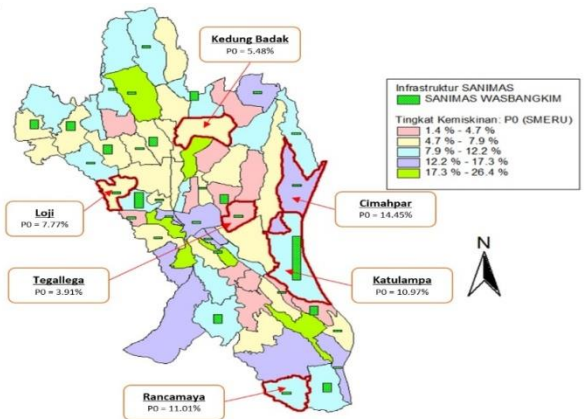 Kedung Badak
P0 = 5.48%
Infrastruktur SANIMAS
SANIMAS WASBANGKIM
Tingkat Kemiskinan: P0 (SMERU)
1.4 % - 4.7 %
4.7 % - 7.9 %
7.9 % - 12.2 %
12.2 % - 17.3 %
17.3 % - 26.4 %
Cimahpar
P0 = 14.45%
Loji
P0 = 7.77%
Tegallega
P0 = 3.91%
Katulampa
P0 = 10.97%
N
Rancamaya
P0 = 11.01%